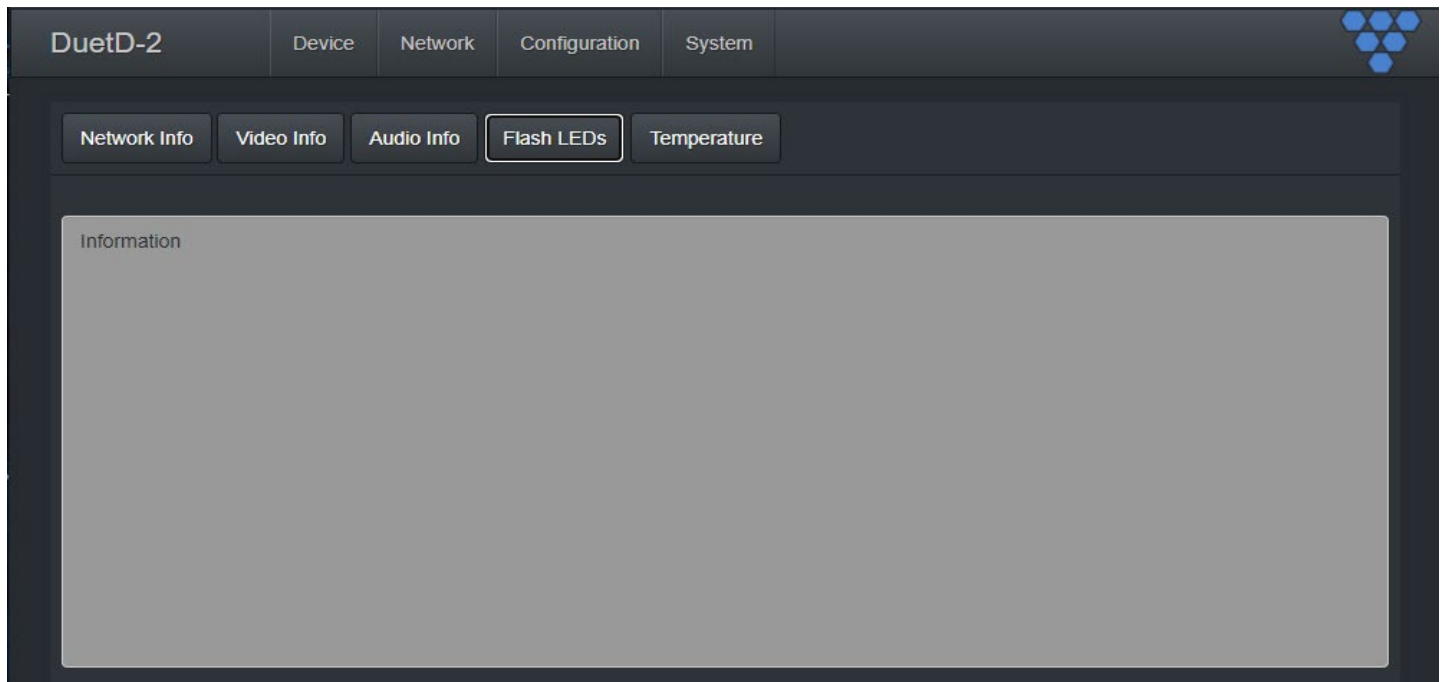 DuetD-2 Device Network Configuration System
Network Info Video Info Audio Info Flash LEDs Temperature
Information